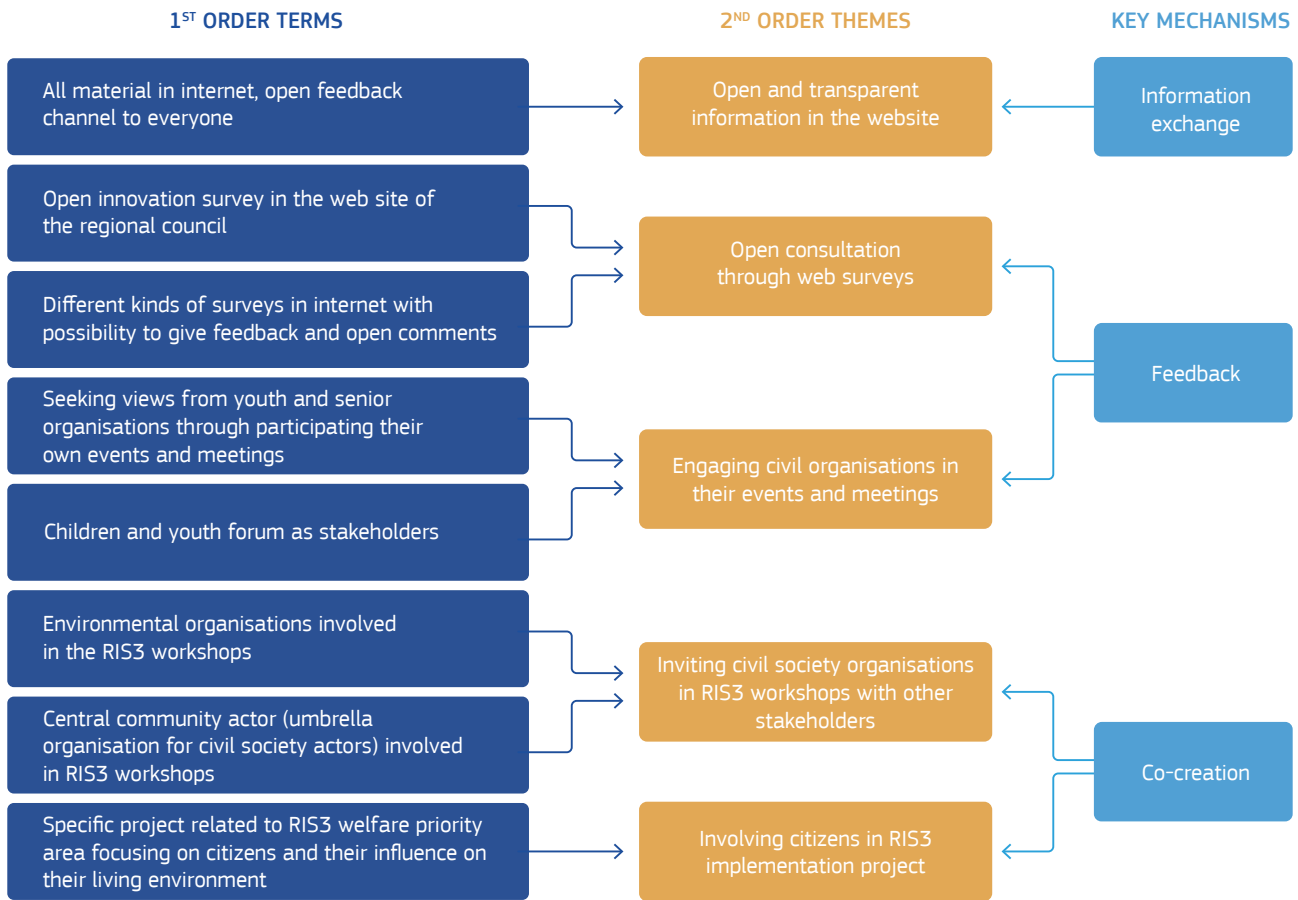 1ST ORDER TERMS
2ND ORDER THEMES
KEY MECHANISMS
All material in internet, open feedback
channel to everyone
Open and transparent
information in the website
Information
exchange
Open innovation survey in the web site of
the regional council
Different kinds of surveys in internet with
possibility to give feedback and open comments
Open consultation
through web surveys
Seeking views from youth and senior
organisations through participating their
own events and meetings
Children and youth forum as stakeholders
Engaging civil organisations in
their events and meetings
Feedback
Environmental organisations involved
in the RIS3 workshops
Central community actor (umbrella
organisation for civil society actors) involved
in RIS3 workshops
Inviting civil society organisations
in RIS3 workshops with other
stakeholders
Specific project related to RIS3 welfare priority
area focusing on citizens and their influence on
their living environment
Involving citizens in RIS3
implementation project
Co-creation